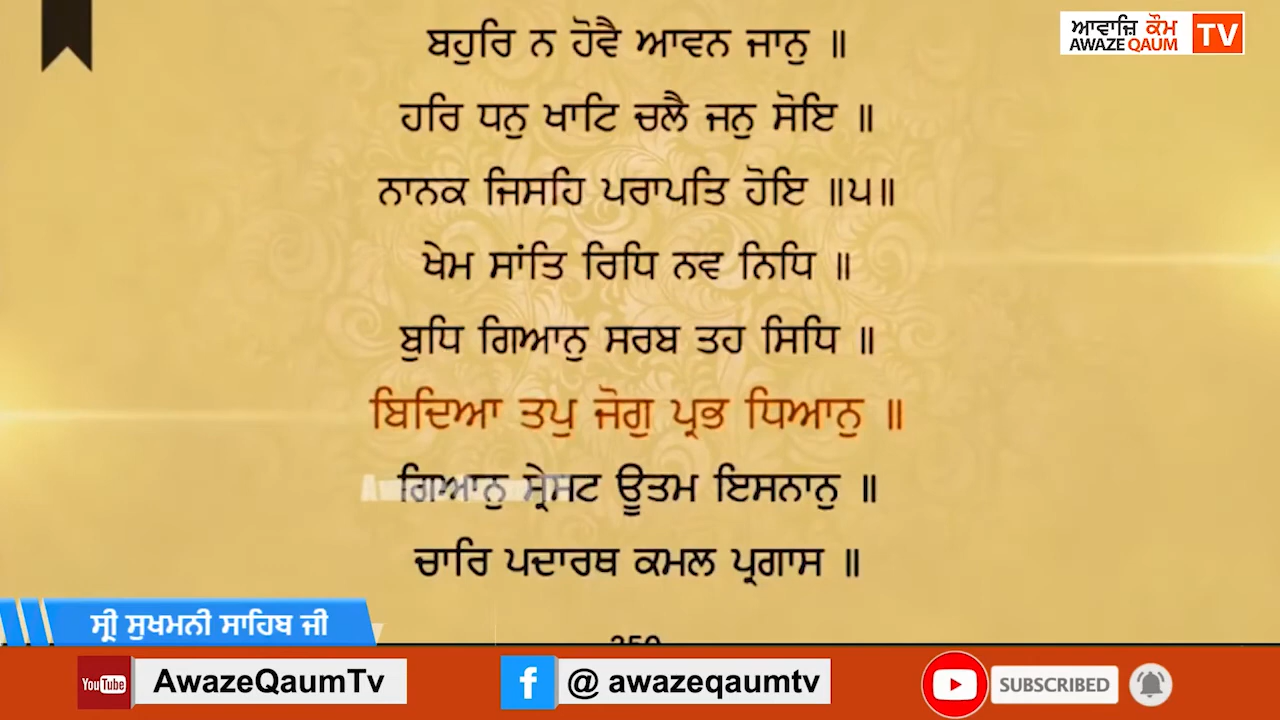 ਆਵਾਜ਼ਿ ਕੌਮ
AWAZE QAUM
TV
ਬਹੁਰਿ ਨ ਹੋਵੈ ਆਵਨ ਜਾਨੁ ॥
ਹਰਿ ਧਨੁ ਖਾਟਿ ਚਲੈ ਜਨੁ ਸੋਇ ॥
ਨਾਨਕ ਜਿਸਹਿ ਪਰਾਪਤਿ ਹੋਇ ॥੫॥
ਖੇਮ ਸਾਂਤਿ ਰਿਧਿ ਨਵ ਨਿਧਿ ॥
ਬੁਧਿ ਗਿਆਨੁ ਸਰਬ ਤਹ ਸਿਧਿ ॥
ਬਿਦਿਆ ਤਪੁ ਜੋਗੁ ਪ੍ਰਭ ਧਿਆਨੁ ॥
ਗਿਆਨੁ ਸ੍ਰੇਸਟ ਊਤਮ ਇਸਨਾਨੁ ॥
ਚਾਰਿ ਪਦਾਰਥ ਕਮਲ ਪ੍ਰਗਾਸ ॥
ਸ੍ਰੀ ਸੁਖਮਨੀ ਸਾਹਿਬ ਜੀ
YouTube AwazeQaumTv
f @ awazeqaumtv
SUBSCRIBED